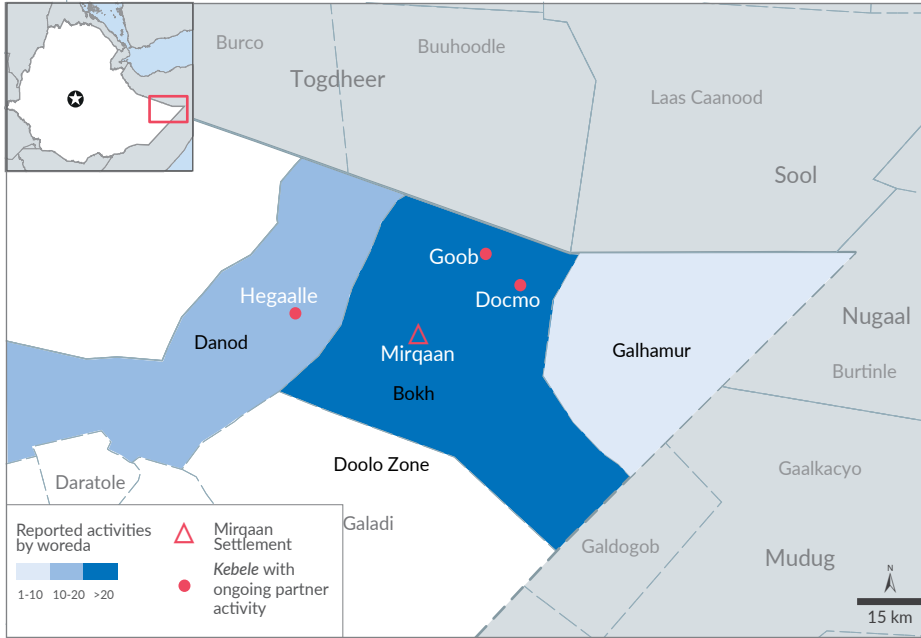 Burco
Buuhoodle
Togdheer
Laas Caanood
Sool
Goob
Hegaalle
Docmo
Nugaal
Danod
Mirqaan
Galhamur
Burtinle
Bokh
Doolo Zone
Gaalkacyo
Daratole
Galadi
Galdogob
Mudug
Reported activities
by woreda
1-10 10-20 >20
Mirqaan
Settlement
Kebele with
ongoing partner
activity
N
15 km